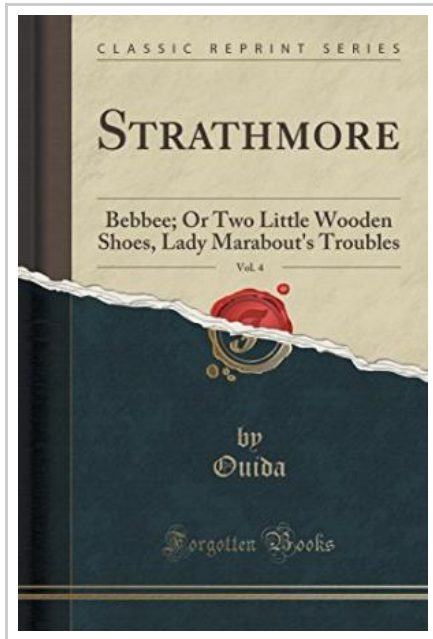 CLASSIC REPRINT SERIES
STRATHMORE
Bebbee; Or Two Little Wooden
Shoes, Lady Marabout's Troubles
Vol. 4
by
Ouida
Forgotten Books